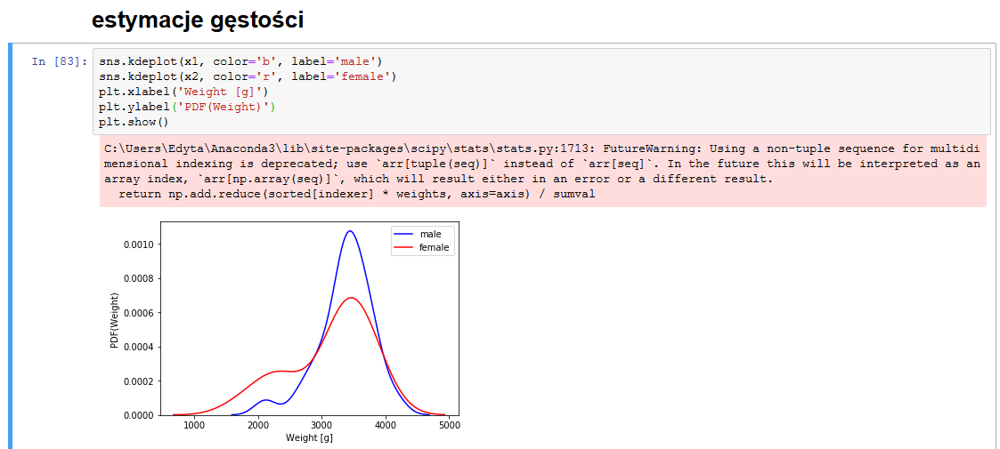 estymacje gęstości
In [83]:
sns.kdeplot(x1, color='b', label='male')
sns.kdeplot(x2, color='r', label='female')
plt.xlabel('Weight [g]')
plt.ylabel('PDF(Weight)')
plt.show()
C:\Users\Edyta\Anaconda3\lib\site-packages\scipy\stats\stats.py:1713: FutureWarning: Using a non-tuple sequence for multidi
mensional indexing is deprecated; use `arr[tuple(seq)]` instead of `arr[seq]`. In the future this will be interpreted as an
array index, `arr[np.array(seq)]`, which will result either in an error or a different result.
return np.add.reduce(sorted[indexer] * weights, axis=axis) / sumval
male
female
0.0010
0.0008
0.0006
0.0004
0.0002
0.0000
PDF(Weight)
1000 2000 3000 4000 5000
Weight [g]